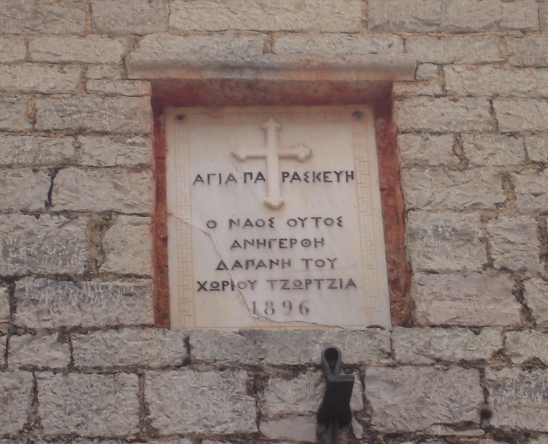 ΑΓΙΑ ΠΑΡΑΣΚΕΥΗ
Ο ΝΑΟΣ ΟΥΤΟΣ
ΑΝΗΓΕΡΘΗ
ΔΑΠΑΝΗ ΤΟΥ
ΧΩΡΙΟΥ ΤΖΩΡΤΖΙΑ
1896